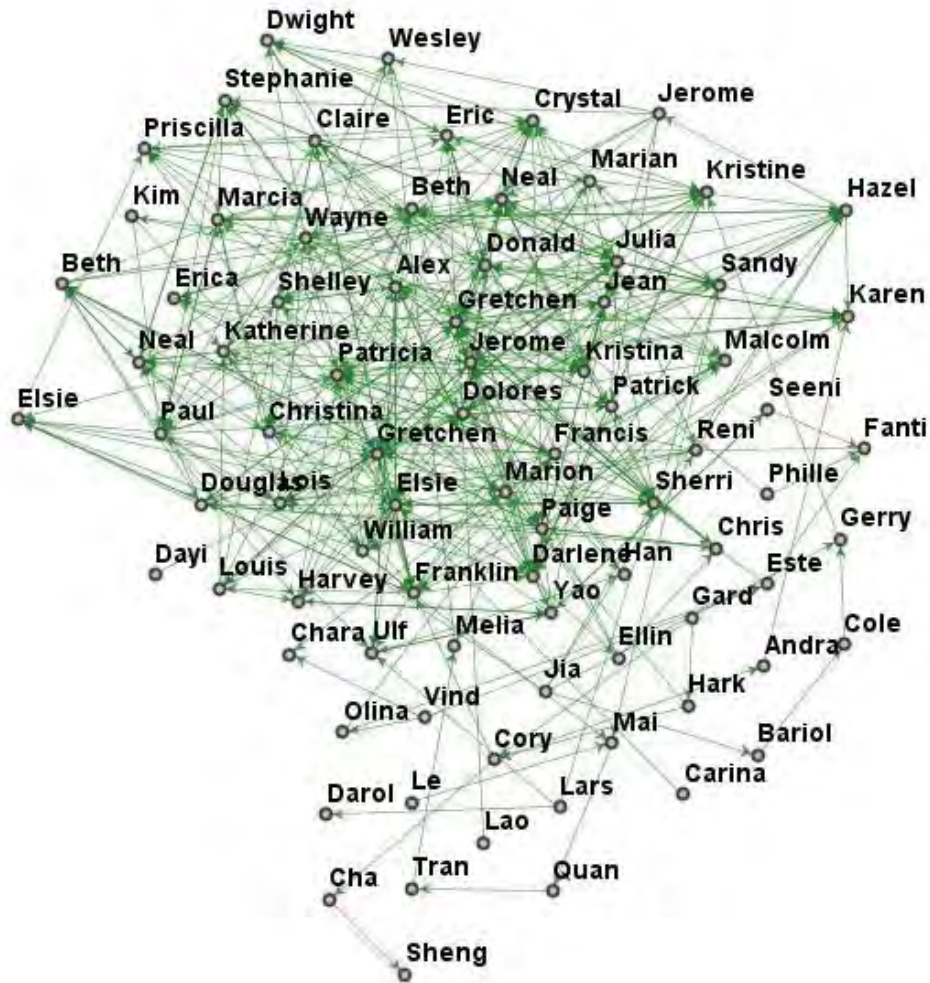 Dwight
Wesley
Stephanie
Claire
Eric
Crystal
Jerome
Priscilla
Marian
Kristine
Kim
Marcia
Wayne
Beth
Neal
Hazel
Beth
Erica
Shelley
Alex
Donald
Julia
Sandy
Jean
Karen
Gretchen
Neal
Katherine
Patricia
Jerome
Kristina
Malcolm
Elsie
Paul
Christina
Dolores
Patrick
Seeni
Gretchen
Francis
Reni
Fanti
Douglas
Lois
Elsie
Marion
Sherri
Phille
Paige
William
Chris
Gerry
Dayi
Louis
Harvey
Franklin
Darlene
Han
Este
Yao
Gard
Chara
Ulf
Melia
Ellin
Andra
Cole
Jia
Hark
Olina
Vind
Mai
Bariol
Cory
Darol
Le
Lars
Carina
Lao
Cha
Tran
Quan
Sheng